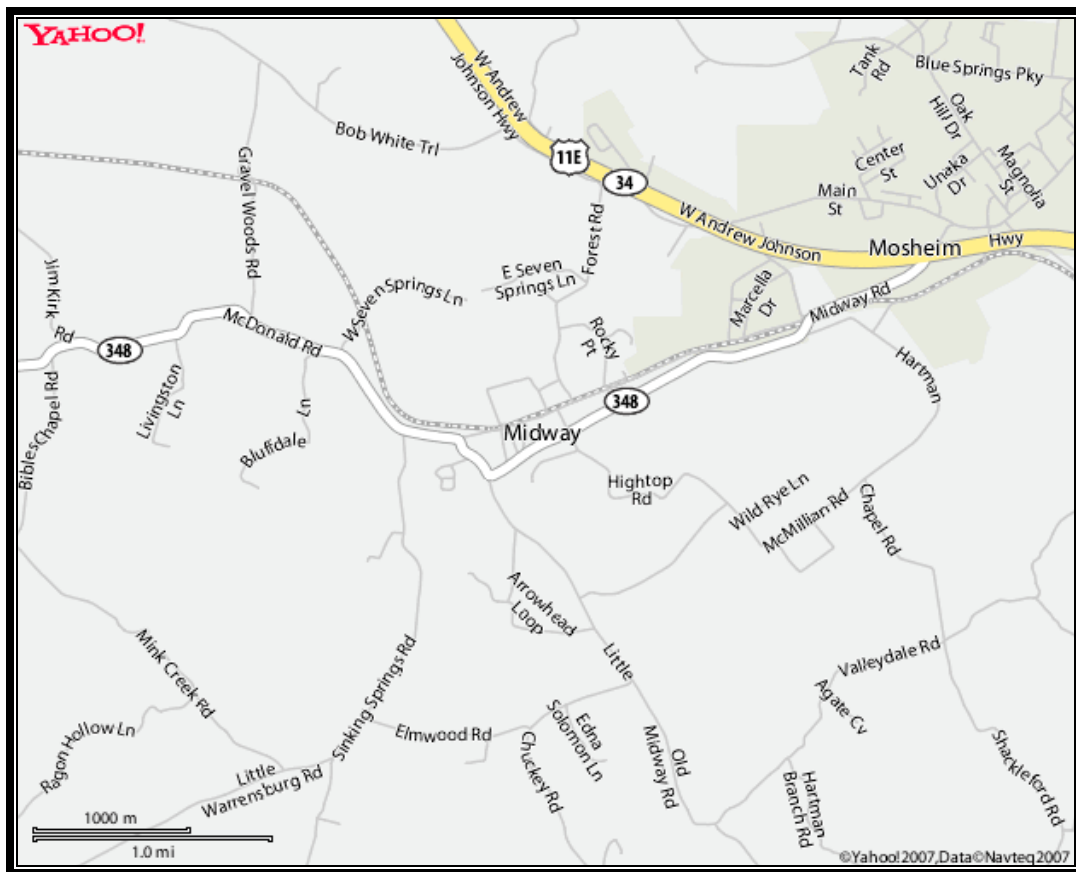 YAHOO!
W Andrew
Johnson Hwy
Tank
Rd
Blue Springs Pky
Oak
Hill Dr
Bob White Trl
11E
34
Center
St
Unaka
Dr
Magnolia
St
Main
St
Gravel Woods Rd
Forest Rd
W Andrew Johnson
Mosheim
Hwy
Jim Kirk
Rd
W Seven Springs Ln
E Seven
Springs Ln
Marcella
Dr
Midway Rd
348
McDonald Rd
Rocky
Pt
Hartman
Livingston
Ln
Bibles Chapel Rd
Bluffdale
Ln
348
Midway
Hightop
Rd
Wild Rye Ln
McMillian Rd
Chapel Rd
Arrowhead
Loop
Little
Mink Creek Rd
Sinking Springs Rd
Valleydale Rd
Agate Cv
Ragon Hollow Ln
Elmwood Rd
Edna
Solomon Ln
Chuckey Rd
Old
Midway Rd
Shackleford Rd
Little
Warrensburg Rd
Hartman
Branch Rd
1000 m
1.0 mi
©Yahoo!2007,Data©Navteq2007